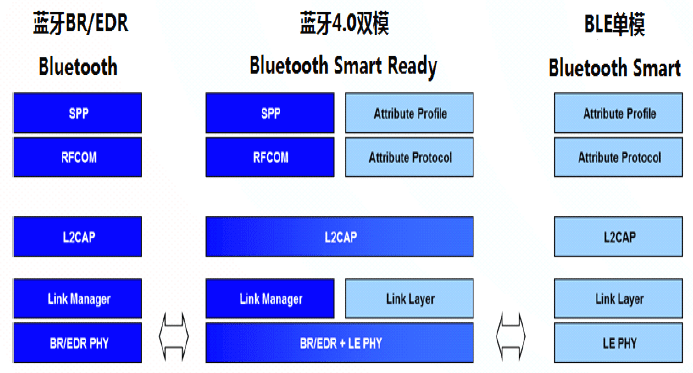 蓝牙BR/EDR 蓝牙4.0双模 BLE单模
Bluetooth Bluetooth Smart Ready Bluetooth Smart
SPP SPP Attribute Profile Attribute Profile
RFCOM RFCOM Attribute Protocol Attribute Protocol
L2CAP L2CAP L2CAP
Link Manager Link Manager Link Layer Link Layer
BR/EDR PHY BR/EDR + LE PHY LE PHY